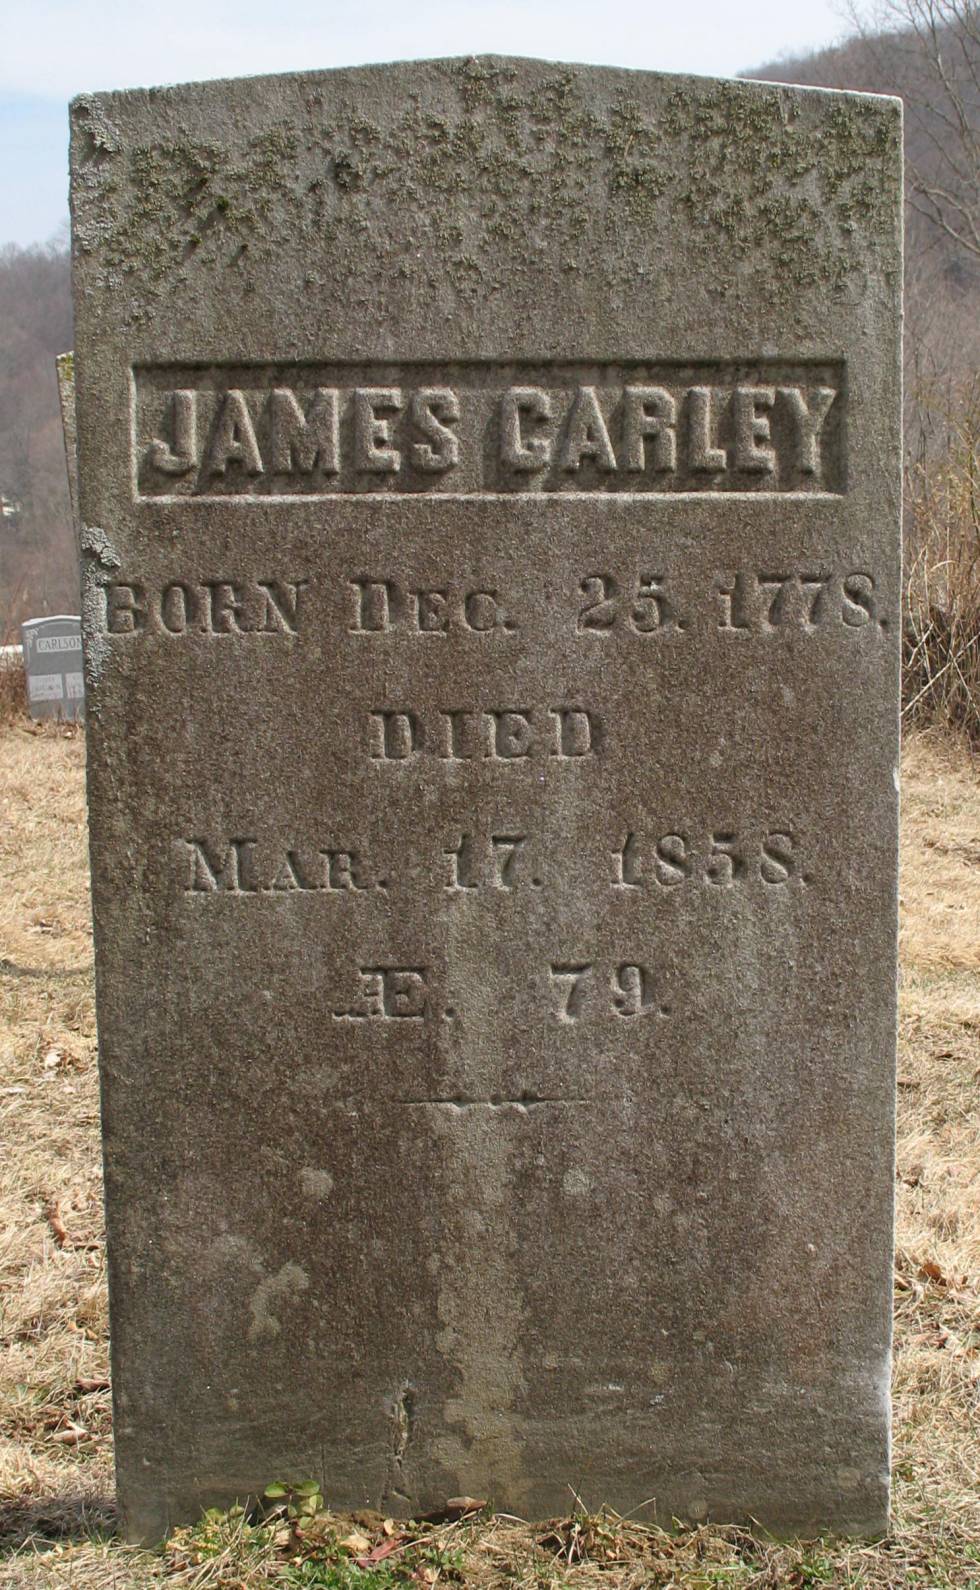 JAMES CARLEY
BORN DEC. 25. 1778.
DIED
MAR. 17. 1858.
Æ. 79.
CARLSON